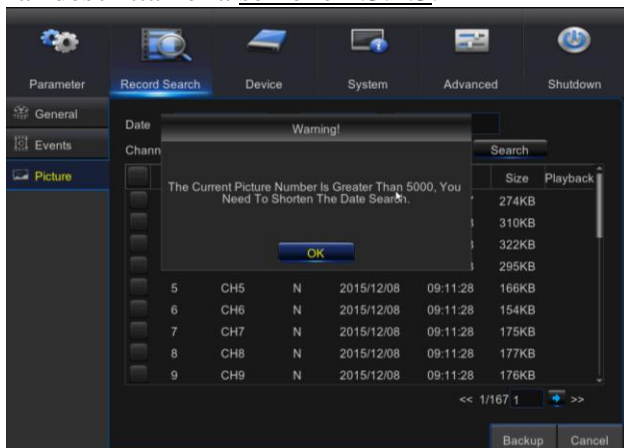 Parameter Record Search Device System Advanced Shutdown
General
Events
Picture
Date
Warning!
Chann
Search
Size Playback
The Current Picture Number Is Greater Than 5000, You
Need To Shorten The Date Search.
OK
274KB
310KB
322KB
295KB
5 CH5 N 2015/12/08 09:11:28 166KB
6 CH6 N 2015/12/08 09:11:28 154KB
7 CH7 N 2015/12/08 09:11:28 175KB
8 CH8 N 2015/12/08 09:11:28 177KB
9 CH9 N 2015/12/08 09:11:28 176KB
<< 1/167 1 >>
Backup Cancel